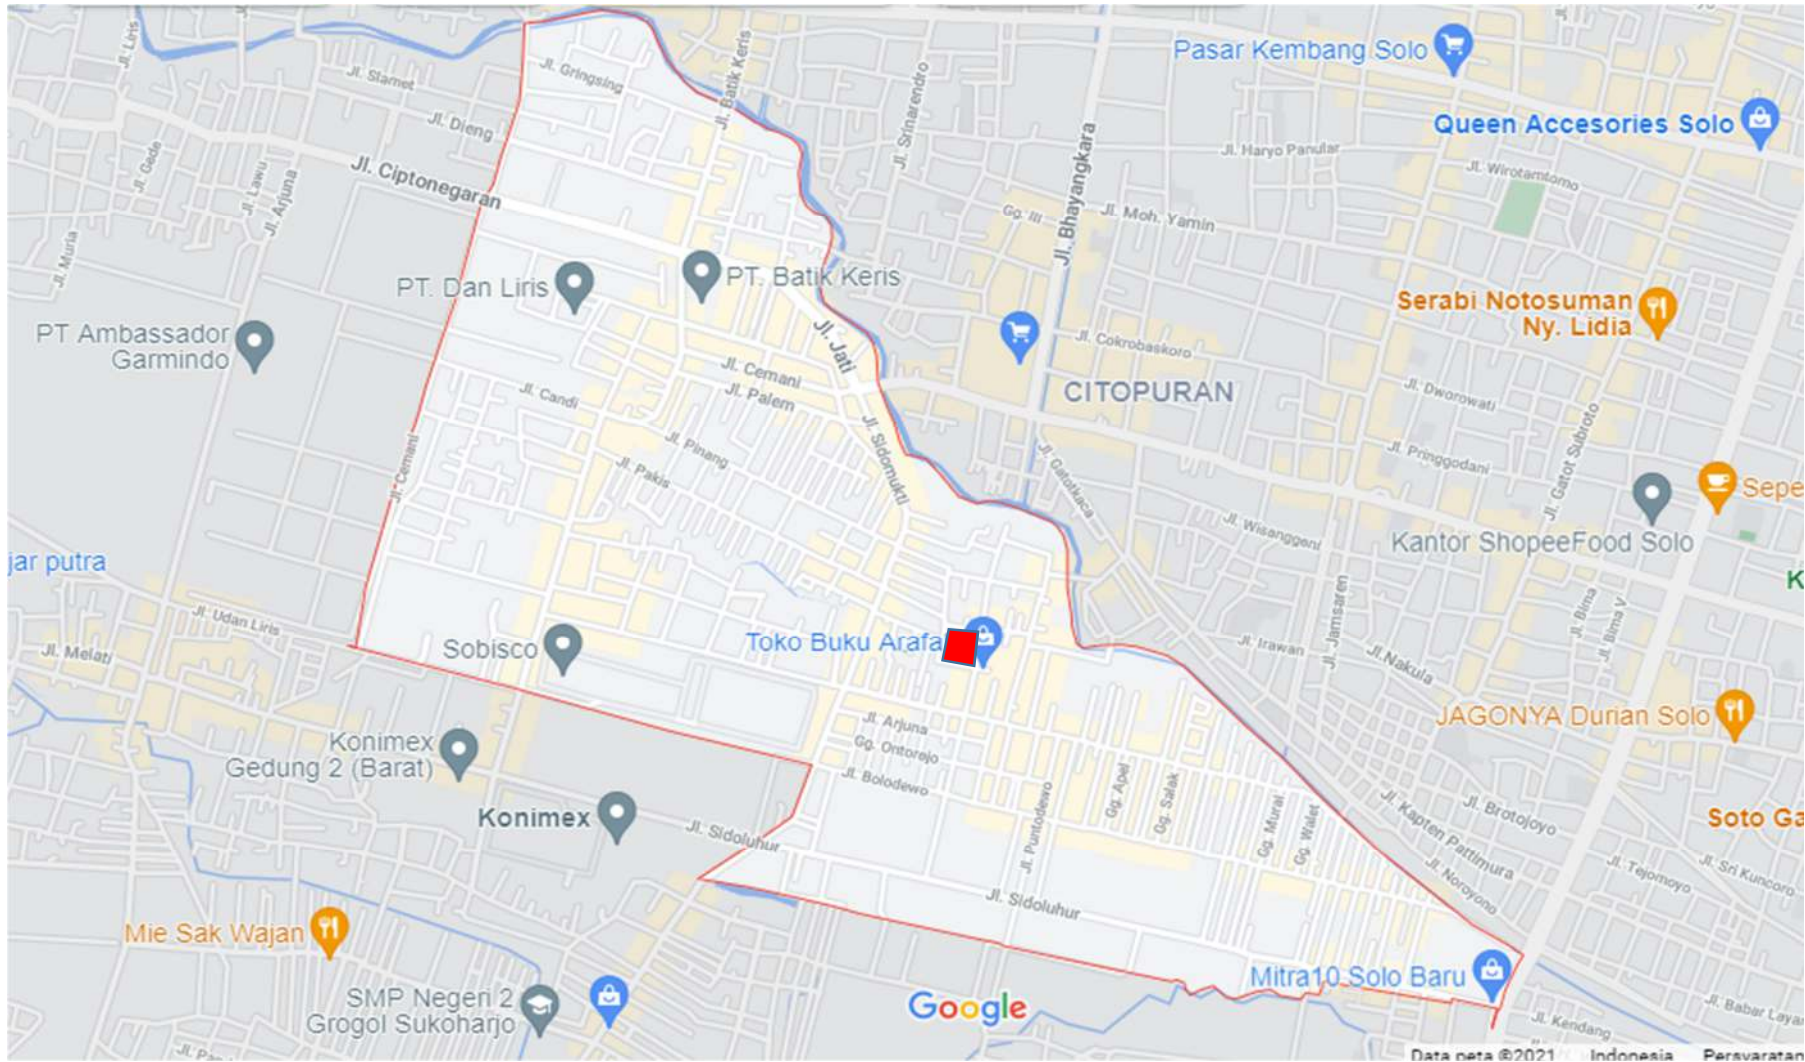 Jl. Liris
Jl. Slamet
Jl. Gringsing
Jl. Batik Keris
Jl. Srinarendro
Pasar Kembang Solo
Queen Accesories Solo
Jl. Dieng
Jl. Gede
Jl. Lawu
Jl. Arjuna
Jl. Ciptonegaran
Jl. Haryo Panular
Jl. Wirotamtomo
Jl. Muria
Gg. III
Jl. Bhayangkara
Jl. Moh. Yamin
PT. Dan Liris
PT. Batik Keris
PT Ambassador
Garmindo
Jl. Jati
Jl. Cokrobaskoro
Serabi Notosuman
Ny. Lidia
Jl. Cemani
Jl. Palem
Jl. Candi
CITOPURAN
Jl. Dworowati
Jl. Pinang
Jl. Pakis
Jl. Sidomukti
Jl. Cemani
Jl. Gatotkaca
Jl. Pringgodani
Jl. Gatot Subroto
Jl. Wisanggeni
Kantor ShopeeFood Solo
Sepe
jar putra
K
Jl. Udan Liris
Jl. Melati
Sobisco
Toko Buku Arafa
Jl. Irawan
Jl. Jamsaren
Jl. Nakula
Jl. Bima
Jl. Bima V
JAGONYA Durian Solo
Konimex
Gedung 2 (Barat)
Jl. Arjuna
Gg. Ontorejo
Jl. Bolodewo
Konimex
Jl. Sidoluhur
Jl. Puntodewo
Gg. Apel
Gg. Salak
Gg. Murai
Gg. Walet
Jl. Kapten Pattimura
Jl. Brotojoyo
Soto Ga
Jl. Noroyono
Jl. Tejomoyo
Jl. Sri Kuncoro
Jl. Sidoluhur
Mie Sak Wajan
SMP Negeri 2
Grogol Sukoharjo
Google
Mitra10 Solo Baru
Jl. Kendang
Jl. Babar Layar
Data peta ©2021
Indonesia
Persyaratan